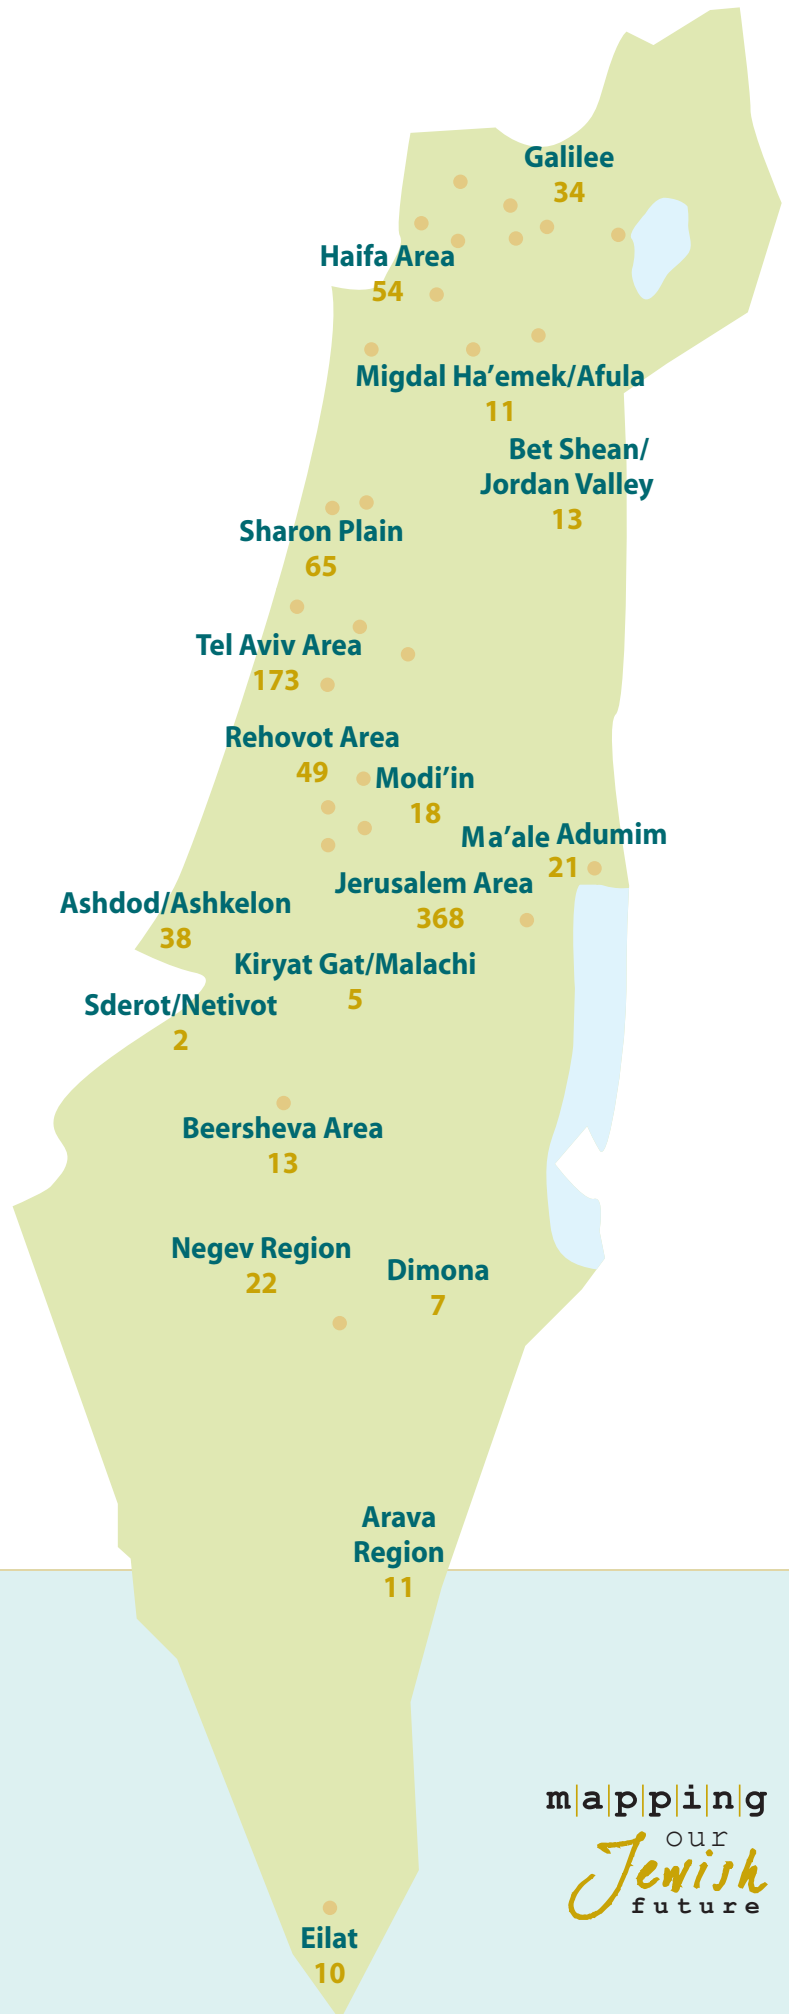 Galilee
34
Haifa Area
54
Migdal Ha’emek/Afula
11
Bet Shean/
Jordan Valley
13
Sharon Plain
65
Tel Aviv Area
173
Rehovot Area
49
Modi’in
18
Ma’ale Adumim
21
Jerusalem Area
368
Ashdod/Ashkelon
38
Kiryat Gat/Malachi
5
Sderot/Netivot
2
Beersheva Area
13
Negev Region
22
Dimona
7
Arava
Region
11
m|a|p|p|i|n|g
our
Jewish
future
Eilat
10